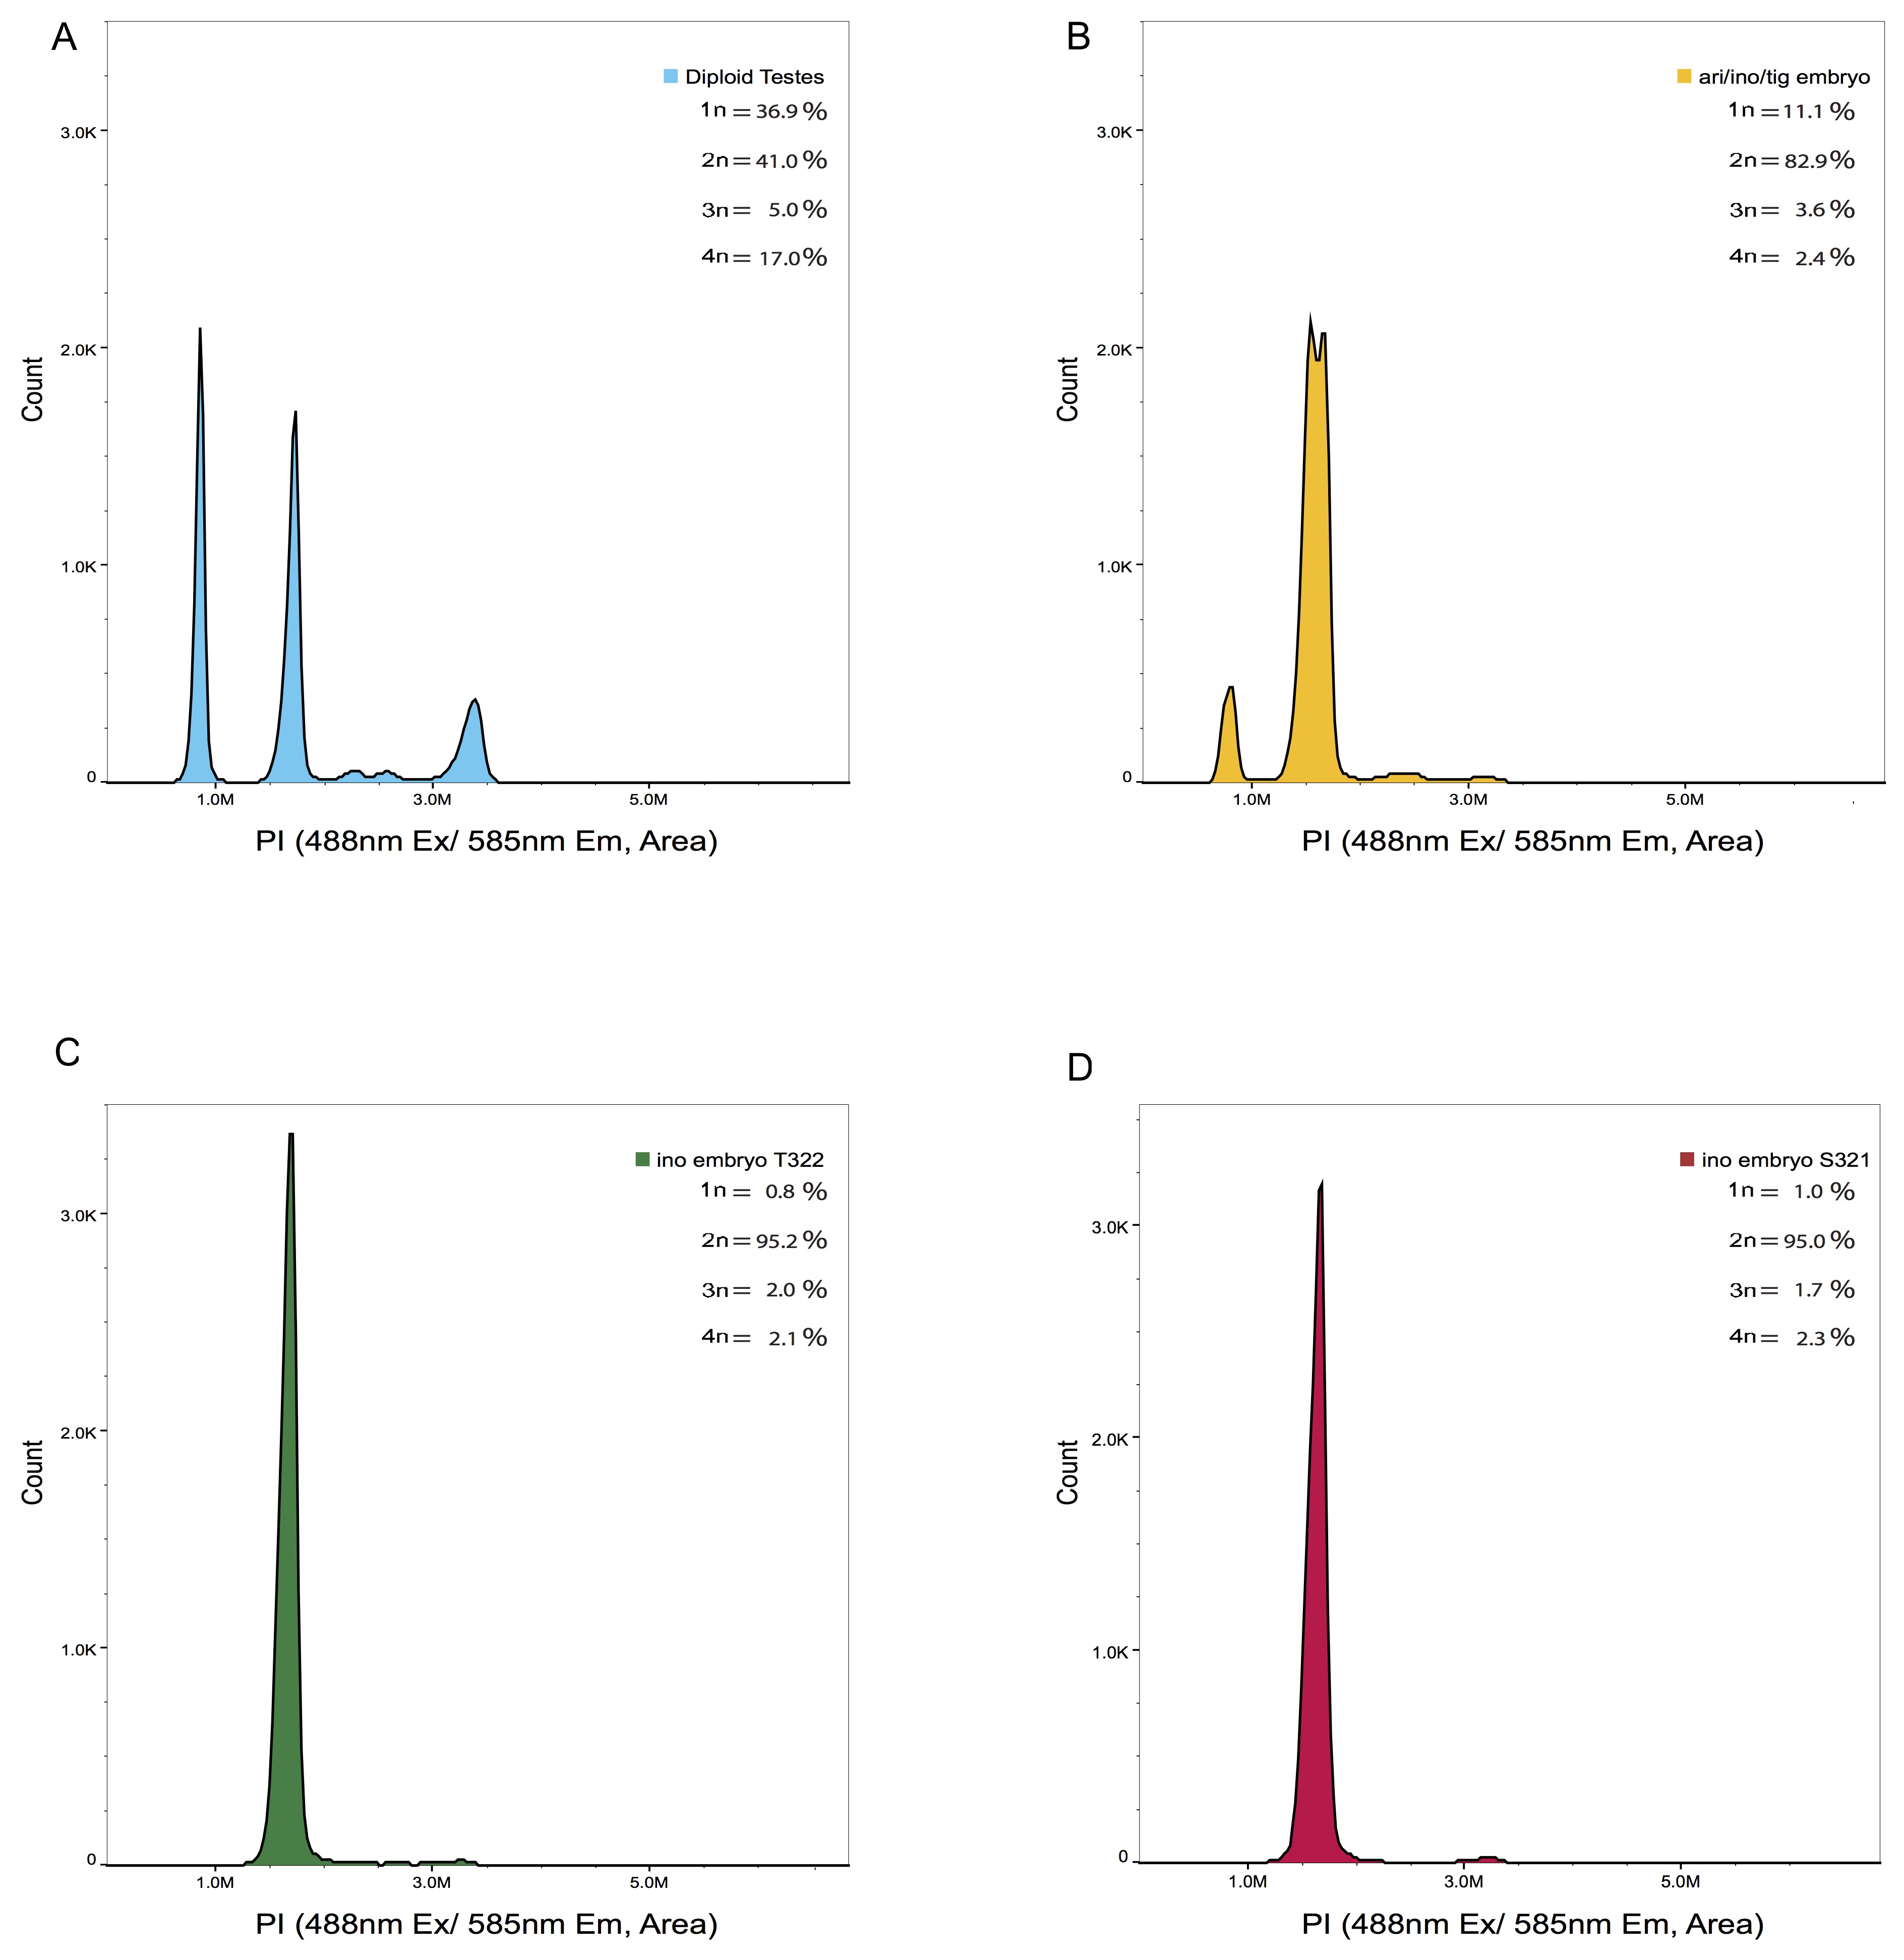 A
Diploid Testes
1n = 36.9 %
2n = 41.0 %
3n = 5.0 %
4n = 17.0 %
3.0K
2.0K
1.0K
0
Count
1.0M 3.0M 5.0M
PI (488nm Ex/ 585nm Em, Area)
B
ari/ino/tig embryo
1n = 11.1 %
2n = 82.9 %
3n = 3.6 %
4n = 2.4 %
3.0K
2.0K
1.0K
0
Count
1.0M 3.0M 5.0M
PI (488nm Ex/ 585nm Em, Area)
C
ino embryo T322
1n = 0.8 %
2n = 95.2 %
3n = 2.0 %
4n = 2.1 %
3.0K
2.0K
1.0K
0
Count
1.0M 3.0M 5.0M
PI (488nm Ex/ 585nm Em, Area)
D
ino embryo S321
1n = 1.0 %
2n = 95.0 %
3n = 1.7 %
4n = 2.3 %
3.0K
2.0K
1.0K
0
Count
1.0M 3.0M 5.0M
PI (488nm Ex/ 585nm Em, Area)